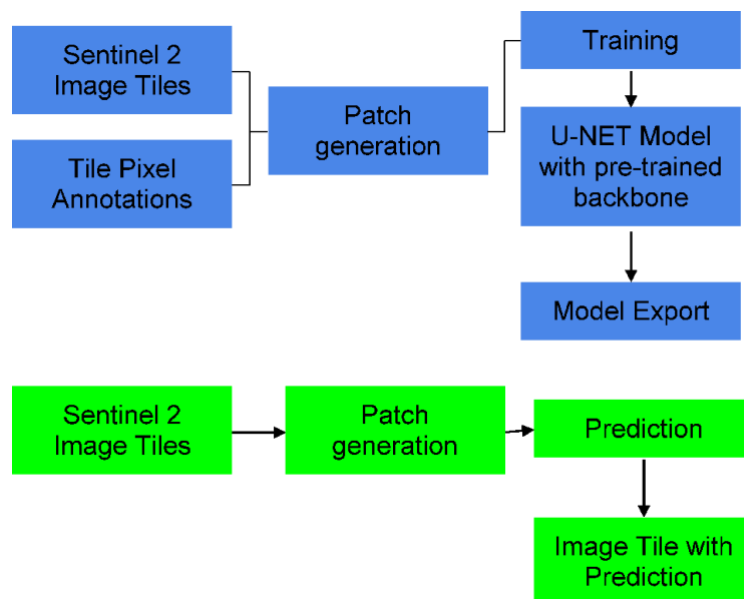 Sentinel 2
Image Tiles
Tile Pixel
Annotations
Patch
generation
Training
U-NET Model
with pre-trained
backbone
Model Export
Sentinel 2
Image Tiles
Patch
generation
Prediction
Image Tile with
Prediction